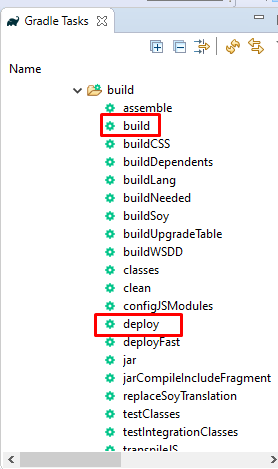 Gradle Tasks
Name
build
assemble
build
buildCSS
buildDependents
buildLang
buildNeeded
buildSoy
buildUpgradeTable
buildWSDD
classes
clean
configJSModules
deploy
deployFast
jar
jarCompileIncludeFragment
replaceSoyTranslation
testClasses
testIntegrationClasses
transpileJS